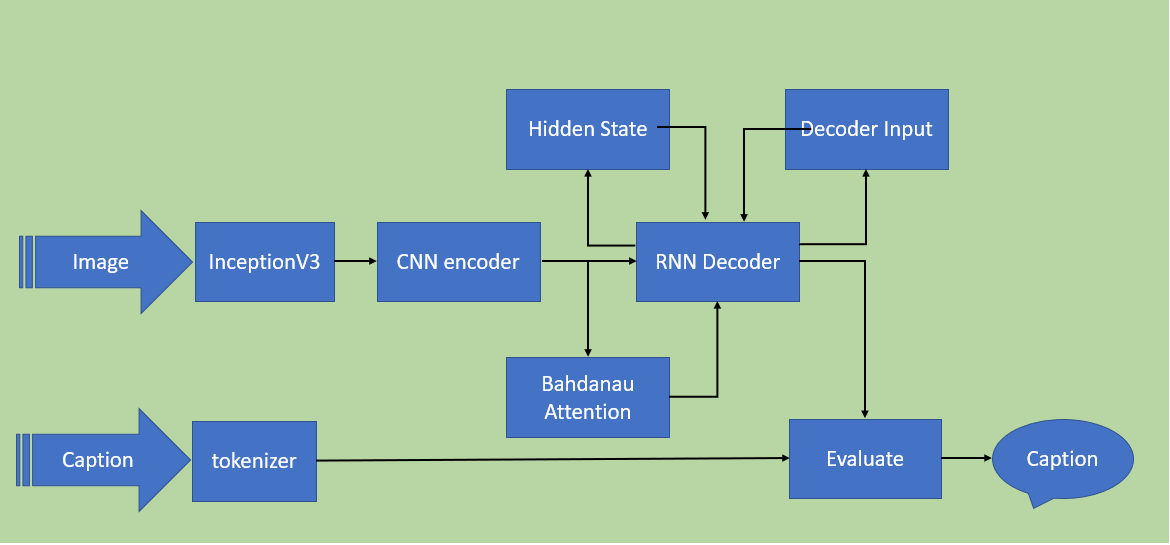 Hidden State
Decoder Input
Image
InceptionV3
CNN encoder
RNN Decoder
Bahdanau
Attention
Caption
tokenizer
Evaluate
Caption